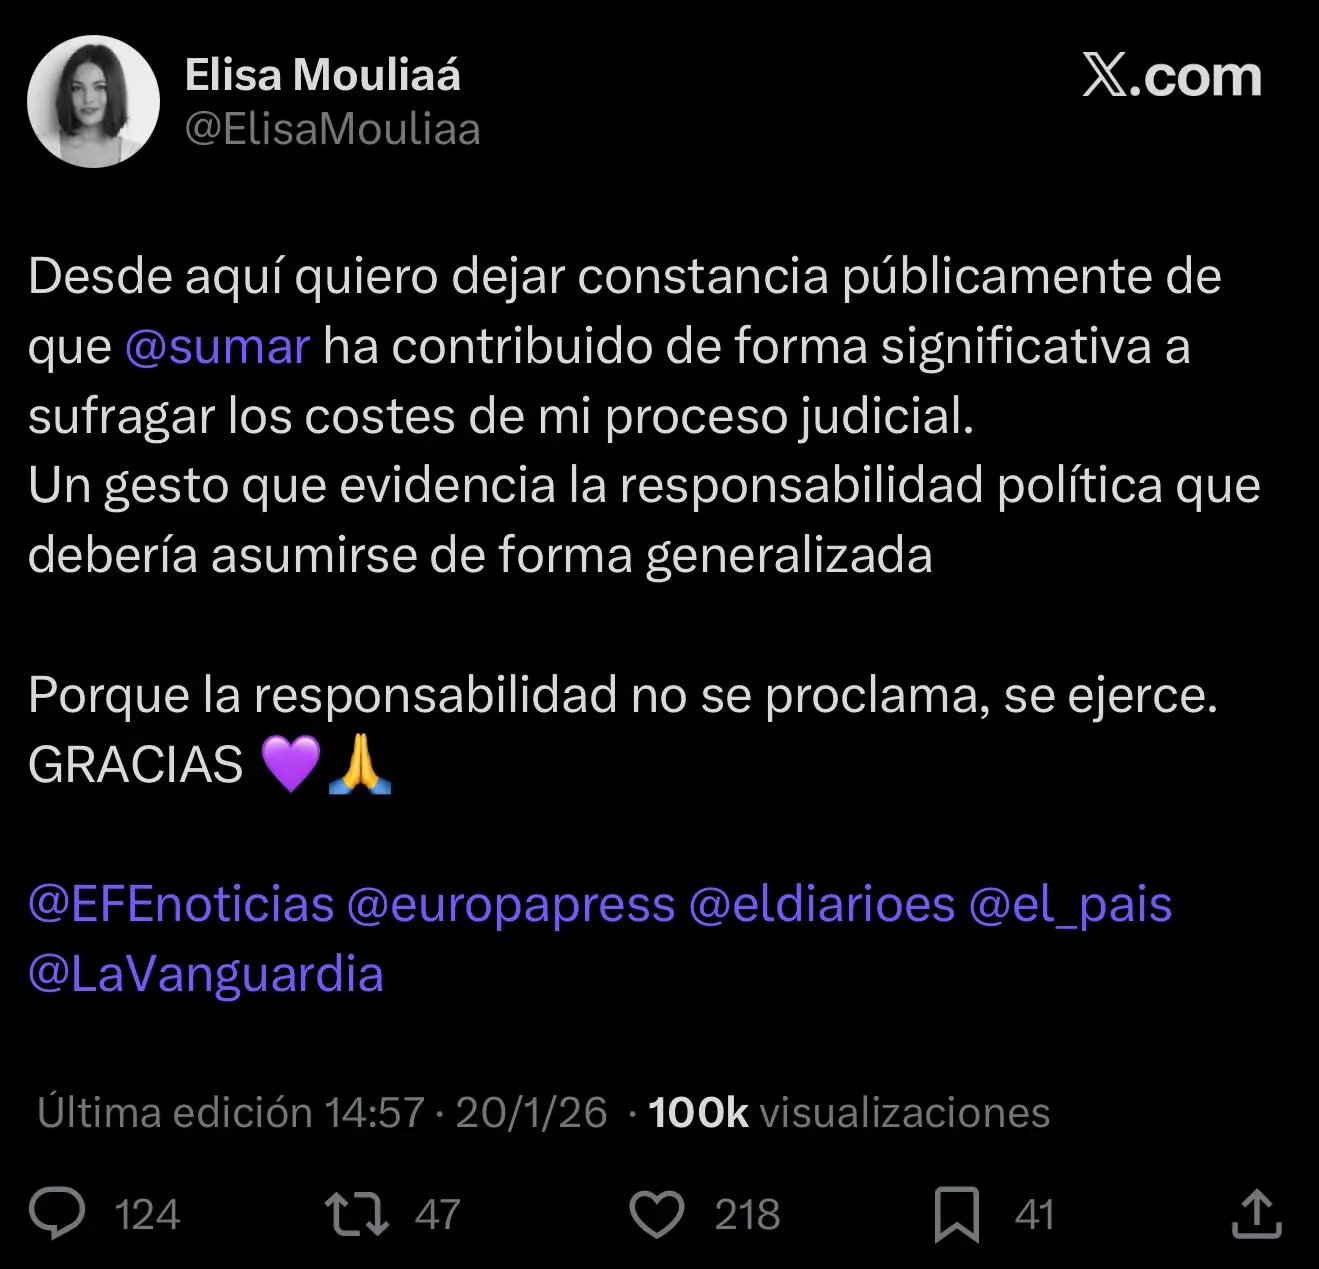 Elisa Mouliaá
@ElisaMouliaa
X.com
Desde aquí quiero dejar constancia públicamente de
que @sumar ha contribuido de forma significativa a
sufragar los costes de mi proceso judicial.
Un gesto que evidencia la responsabilidad política que
debería asumirse de forma generalizada
Porque la responsabilidad no se proclama, se ejerce.
GRACIAS 💜🙏
@EFEnoticias @europapress @eldiarioes @el_pais
@LaVanguardia
Última edición 14:57 · 20/1/26 · 100k visualizaciones
124 47 218 41